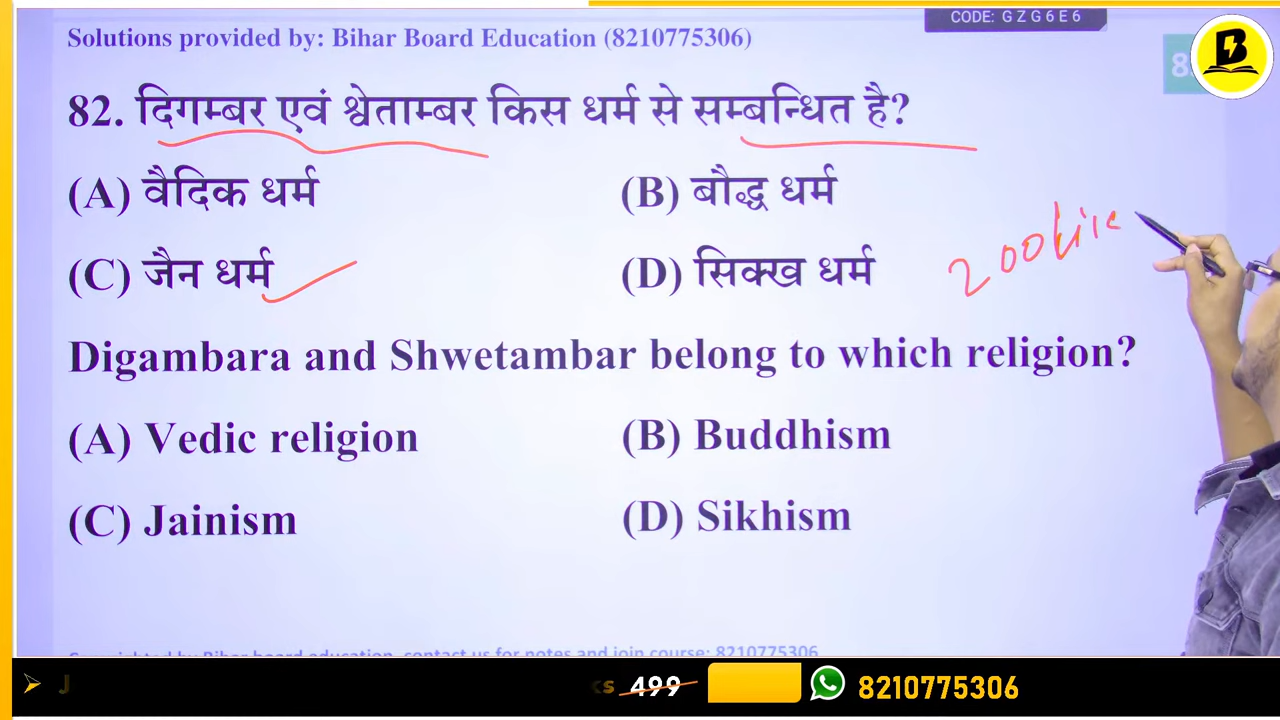 CODE: G Z G 6 E 6
Solutions provided by: Bihar Board Education (8210775306)
B
82. दिगम्बर एवं श्वेताम्बर किस धर्म से सम्बन्धित है?
(A) वैदिक धर्म (B) बौद्ध धर्म
(C) जैन धर्म (D) सिक्ख धर्म
200
Digambara and Shwetambar belong to which religion?
(A) Vedic religion (B) Buddhism
(C) Jainism (D) Sikhism
Copyrighted by Bihar board education, contact us for notes and join course: 8210775306
499 8210775306